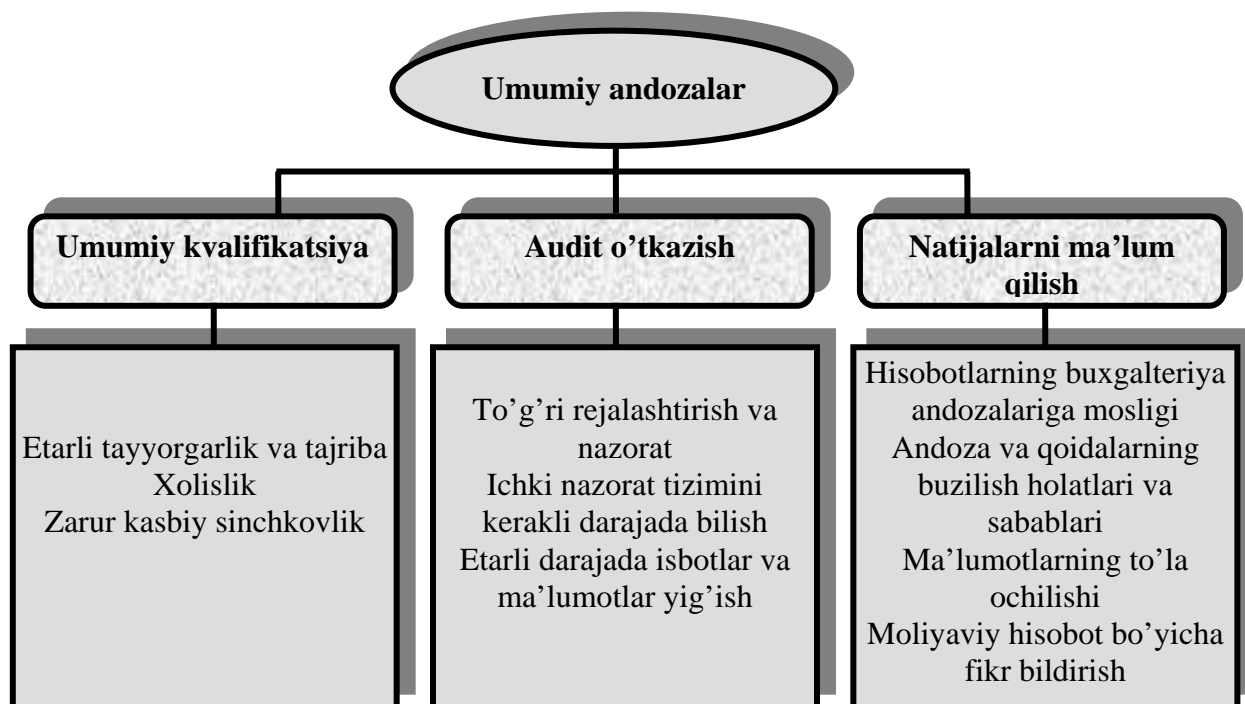 Umumiy andozalar
Umumiy kvalifikatsiya
Audit o’tkazish
Natijalarni ma’lum
qilish
Etarli tayyorgarlik va tajriba
Xolislik
Zarur kasbiy sinchkovlik
To’g’ri rejalashtirish va
nazorat
Ichki nazorat tizimini
kerakli darajada bilish
Etarli darajada isbotlar va
ma’lumotlar yig’ish
Hisobotlarning buxgalteriya
andozalariga mosligi
Andoza va qoidalarning
buzilish holatlari va
sabablari
Ma’lumotlarning to’la
ochilishi
Moliyaviy hisobot bo’yicha
fikr bildirish